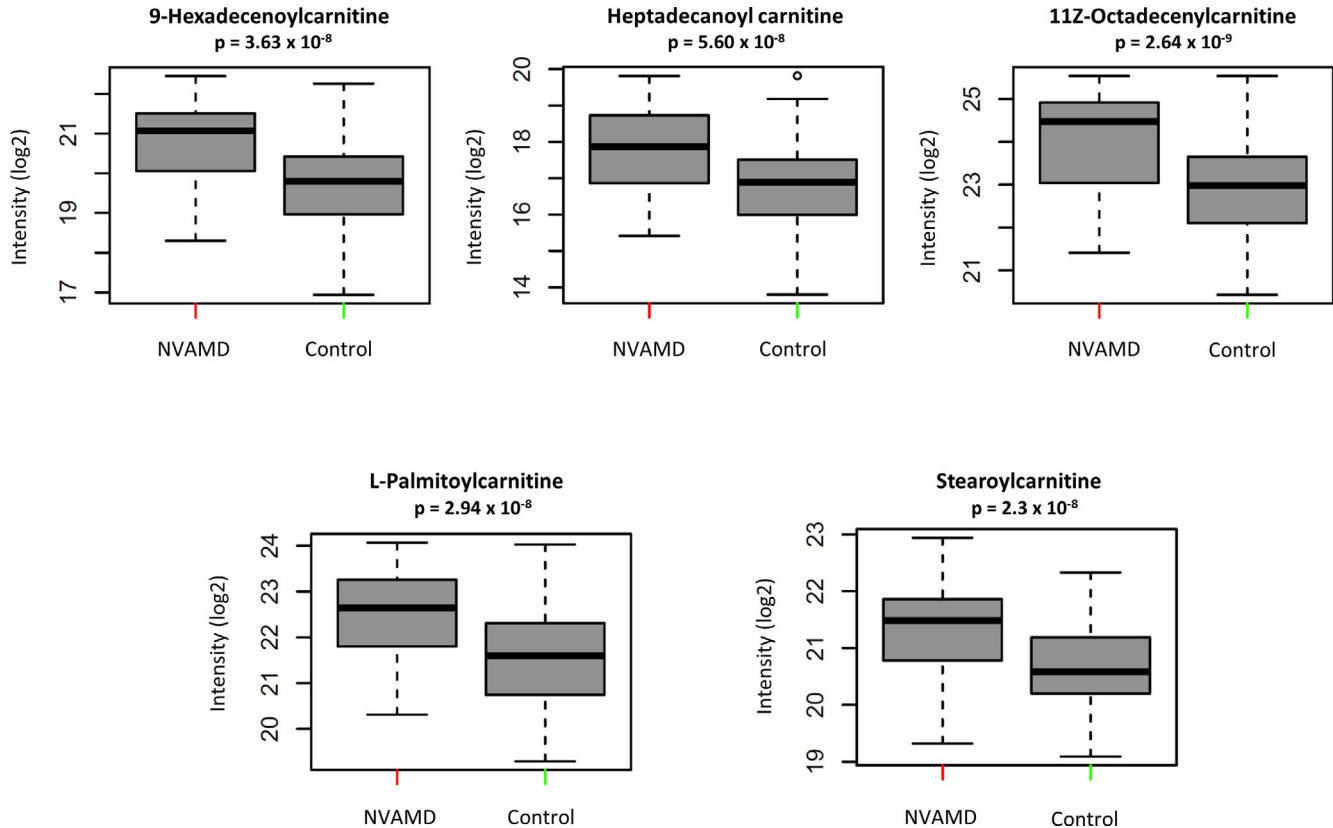 9-Hexadecenoylcarnitine
p = 3.63 x 10-8
Intensity (log2)
21
19
17
NVAMD
Control
Heptadecanoyl carnitine
p = 5.60 x 10-8
Intensity (log2)
20
18
16
14
NVAMD
Control
11Z-Octadecenylcarnitine
p = 2.64 x 10-9
Intensity (log2)
25
23
21
NVAMD
Control
L-Palmitoylcarnitine
p = 2.94 x 10-8
Intensity (log2)
24
23
22
21
20
NVAMD
Control
Stearoylcarnitine
p = 2.3 x 10-8
Intensity (log2)
23
22
21
20
19
NVAMD
Control